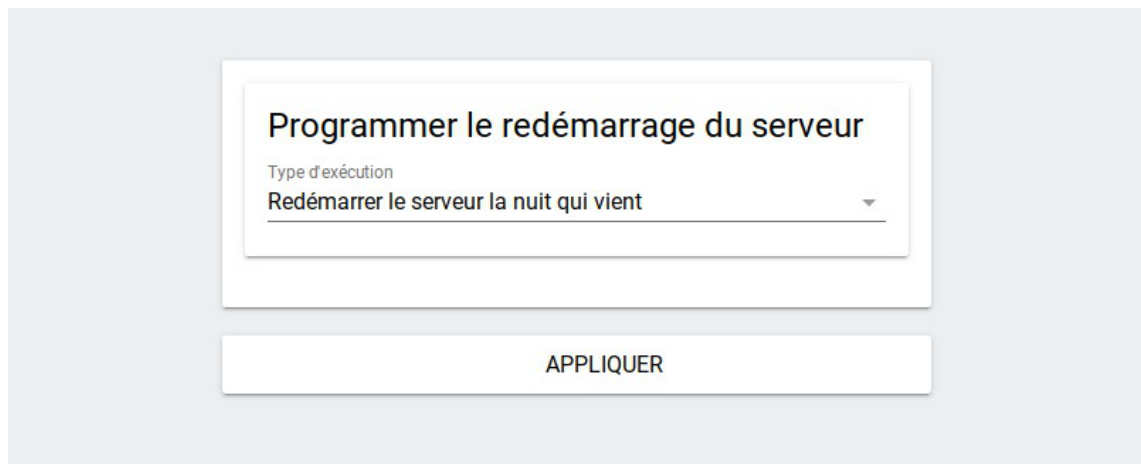 Programmer le redémarrage du serveur
Type d'exécution
Redémarrer le serveur la nuit qui vient
APPLIQUER